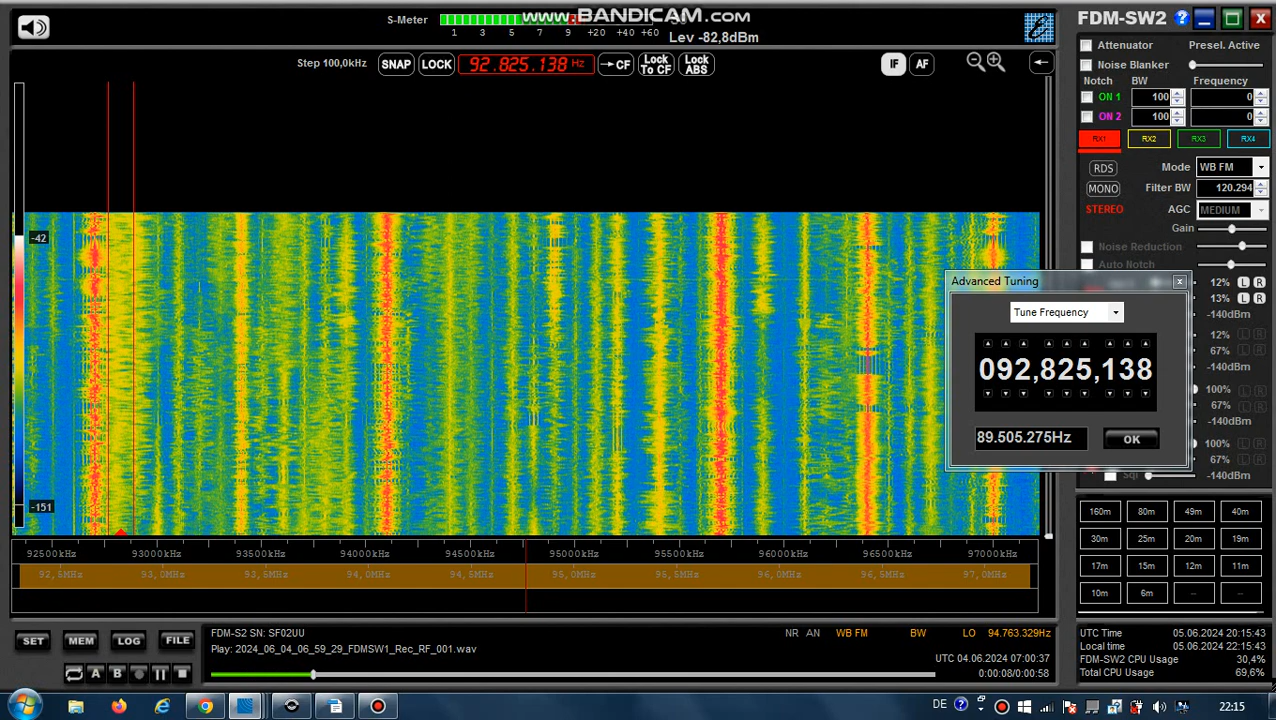 S-Meter
www.BANDICAM.com
1 3 5 7 9 +20 +40 +60
Lev -82,8dBm
FDM-SW2
Step 100,0kHz
SNAP
LOCK
92.825.138 Hz
→CF
Lock To CF
Lock ABS
IF
AF
Attenuator
Presel. Active
Noise Blanker
Notch BW Frequency
ON 1 100 0
ON 2 100 0
RX1 RX2 RX3 RX4
RDS Mode WB FM
MONO Filter BW 120.294
STEREO AGC MEDIUM
Gain
Noise Reduction
Auto Notch
-42
-151
Advanced Tuning
Tune Frequency
092,825,138
89.505.275Hz
OK
12% L R
13% L R
-140dBm
12% L R
67% L R
-140dBm
100% L R
67% L R
-140dBm
100% L R
67% L R
Sql -140dBm
92500kHz 93000kHz 93500kHz 94000kHz 94500kHz 95000kHz 95500kHz 96000kHz 96500kHz 97000kHz
92,5MHz 93,0MHz 93,5MHz 94,0MHz 94,5MHz 95,0MHz 95,5MHz 96,0MHz 96,5MHz 97,0MHz
160m 80m 49m 40m
30m 25m 20m 19m
17m 15m 12m 11m
10m 6m -- --
SET MEM LOG FILE
A B
FDM-S2 SN: SF02UU
NR AN WB FM BW LO 94.763.329Hz
Play: 2024_06_04_06_59_29_FDMSW1_Rec_RF_001.wav
UTC 04.06.2024 07:00:37
0:00:08/0:00:58
UTC Time 05.06.2024 20:15:43
Local time 05.06.2024 22:15:43
FDM-SW2 CPU Usage 30,4%
Total CPU Usage 69,6%
DE
22:15